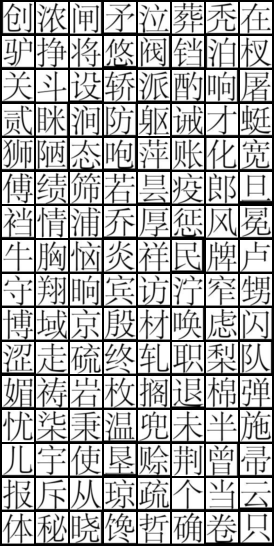 创浓闸矛泣葬秃在
驴挣将悠阀铛泊杈
关斗设轿派酌响屠
贰眯涧防躯诫才蜓
狮陋态咆萍账化宽
傅绩筛若昙疫郎旦
裆情浦乔厚惩风冕
牛胸恼炎祥民牌卢
守翔晌宾访泞窄甥
博域京殷材唤虑闪
涩走硫终轧职梨队
媚祷岩枚搁退棉弹
忧柒秉温兜未半施
儿宇使垦赊荆曾帚
报斥从琼疏个当云
体秘晓馋哲确卷只